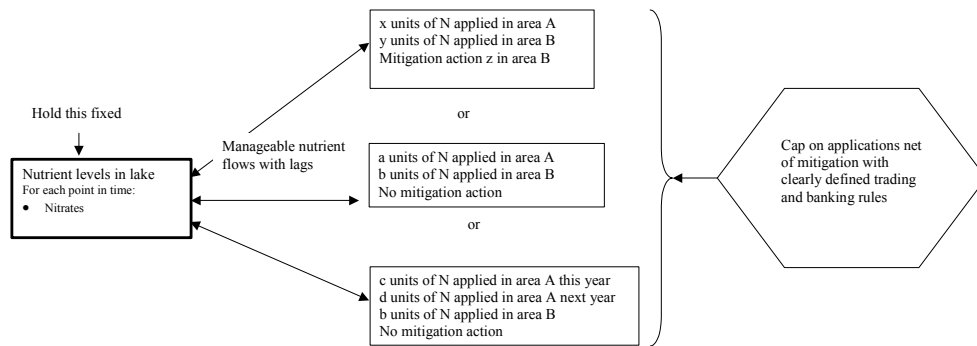 Hold this fixed
Nutrient levels in lake
For each point in time:
• Nitrates
Manageable nutrient
flows with lags
x units of N applied in area A
y units of N applied in area B
Mitigation action z in area B
or
a units of N applied in area A
b units of N applied in area B
No mitigation action
or
c units of N applied in area A this year
d units of N applied in area A next year
b units of N applied in area B
No mitigation action
Cap on applications net
of mitigation with
clearly defined trading
and banking rules